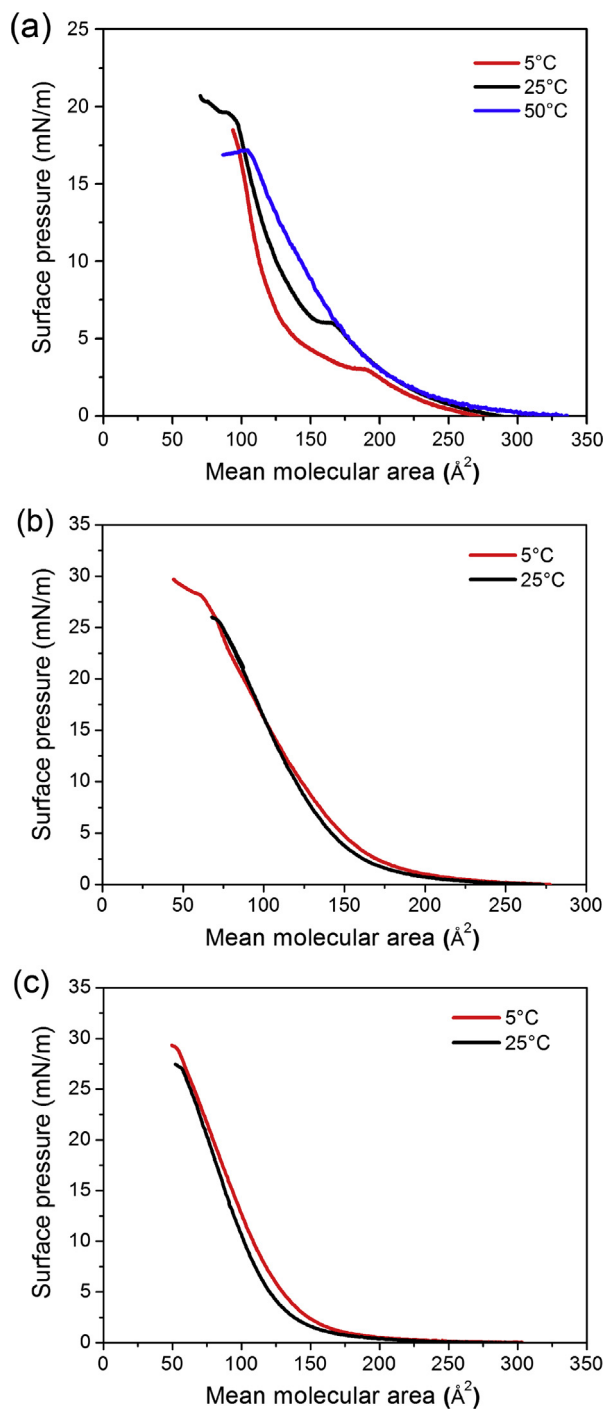 (a)
25
20
15
10
5
0
Surface pressure (mN/m)
5°C
25°C
50°C
0 50 100 150 200 250 300 350
Mean molecular area (Å²)
(b)
35
30
25
20
15
10
5
0
Surface pressure (mN/m)
5°C
25°C
0 50 100 150 200 250 300
Mean molecular area (Å²)
(c)
35
30
25
20
15
10
5
0
Surface pressure (mN/m)
5°C
25°C
0 50 100 150 200 250 300 350
Mean molecular area (Å²)